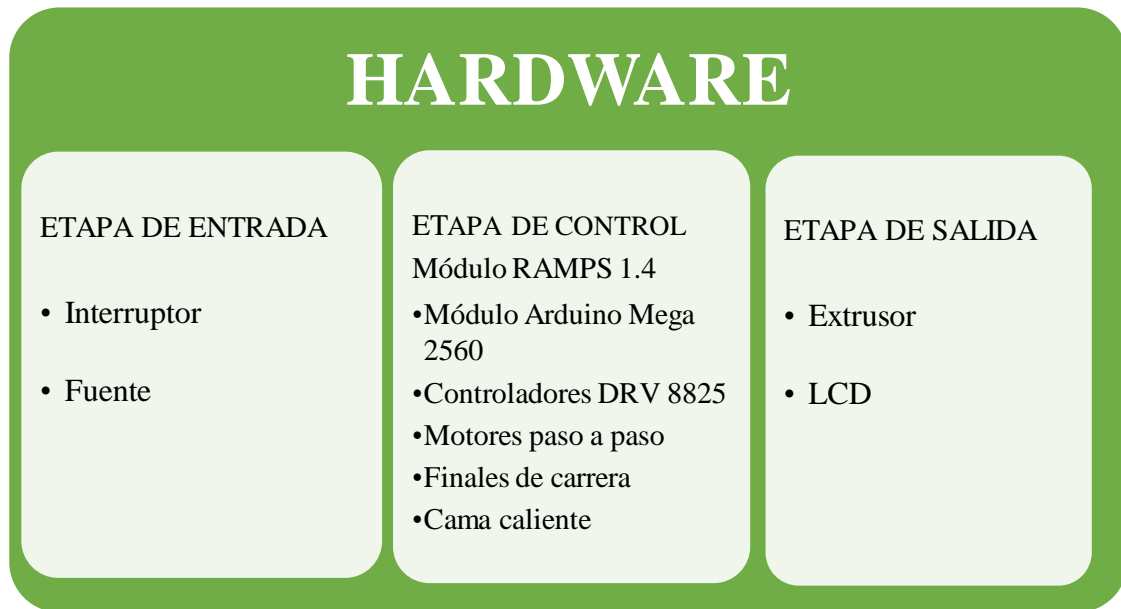 HARDWARE
ETAPA DE ENTRADA
• Interruptor
• Fuente
ETAPA DE CONTROL
Módulo RAMPS 1.4
•Módulo Arduino Mega
2560
•Controladores DRV 8825
•Motores paso a paso
•Finales de carrera
•Cama caliente
ETAPA DE SALIDA
• Extrusor
• LCD